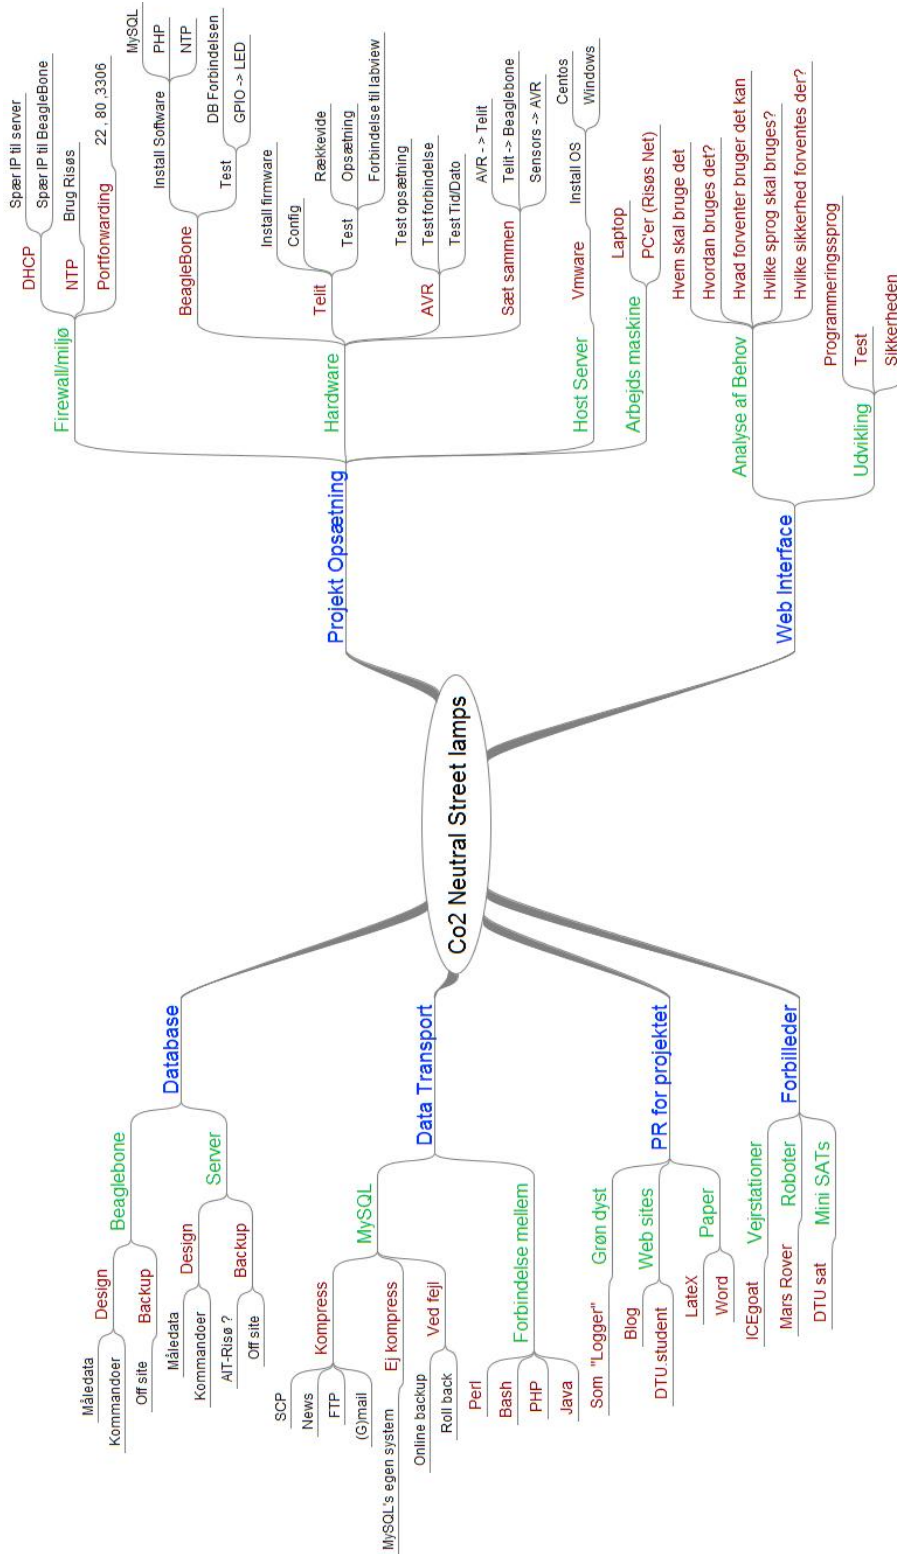 Co2 Neutral Street lamps
Projekt Opsætning
Firewall/miljø
DHCP
Spær IP til server
Spær IP til BeagleBone
NTP
Brug Risøs
Portforwarding
22 , 80 ,3306
Hardware
BeagleBone
Install Software
MySQL
PHP
NTP
Test
DB Forbindelsen
GPIO -> LED
Telit
Install firmware
Config
Test
Rækkevide
Opsætning
Forbindelse til labview
AVR
Test opsætning
Test forbindelse
Test Tid/Dato
Sæt sammen
AVR - > Telit
Telit -> Beaglebone
Sensors -> AVR
Host Server
Vmware
Install OS
Centos
Windows
Arbejds maskine
Laptop
PC'er (Risøs Net)
Web Interface
Analyse af Behov
Hvem skal bruge det
Hvordan bruges det?
Hvad forventer bruger det kan
Hvilke sprog skal bruges?
Hvilke sikkerhed forventes der?
Udvikling
Programmeringssprog
Test
Sikkerheden
Database
Beaglebone
Design
Måledata
Kommandoer
Backup
Off site
Server
Design
Måledata
Kommandoer
Backup
AIT-Risø ?
Off site
Data Transport
MySQL
Kompress
SCP
News
FTP
(G)mail
Ej kompress
MySQL's egen system
Ved fejl
Online backup
Roll back
Forbindelse mellem
Perl
Bash
PHP
Java
PR for projektet
Grøn dyst
Som "Logger"
Web sites
Blog
DTU.student
Paper
LateX
Word
Forbilleder
Vejrstationer
ICEgoat
Roboter
Mars Rover
Mini SATs
DTU sat